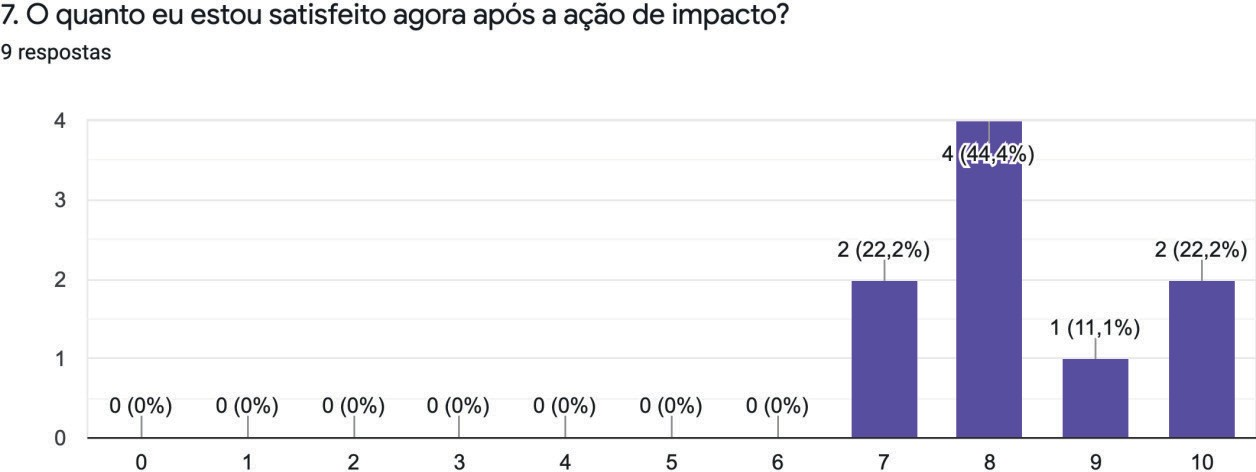 7. O quanto eu estou satisfeito agora após a ação de impacto?
9 respostas
4
3
2
1
0
0 (0%) 0 (0%) 0 (0%) 0 (0%) 0 (0%) 0 (0%) 0 (0%) 2 (22,2%) 4 (44,4%) 1 (11,1%) 2 (22,2%)
0 1 2 3 4 5 6 7 8 9 10